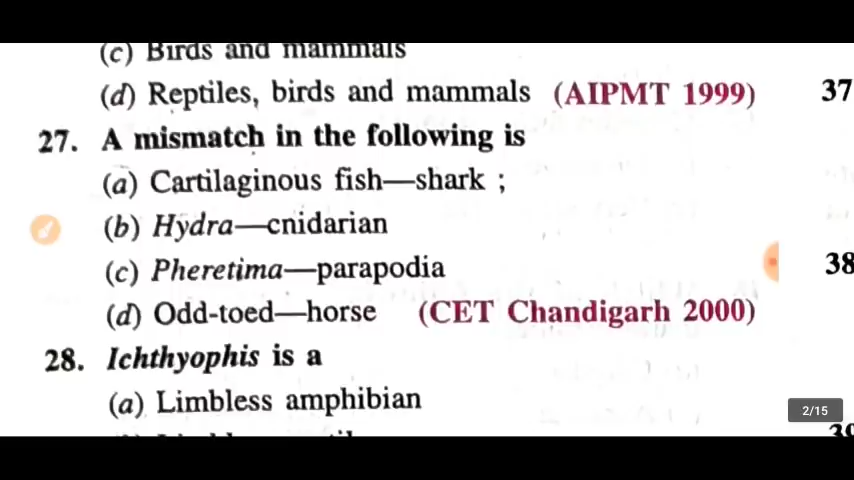 (c) Birds and mammals
(d) Reptiles, birds and mammals (AIPMT 1999)
37
27. A mismatch in the following is
(a) Cartilaginous fish—shark ;
(b) Hydra—cnidarian
(c) Pheretima—parapodia
38
(d) Odd-toed—horse (CET Chandigarh 2000)
28. Ichthyophis is a
(a) Limbless amphibian
2/15